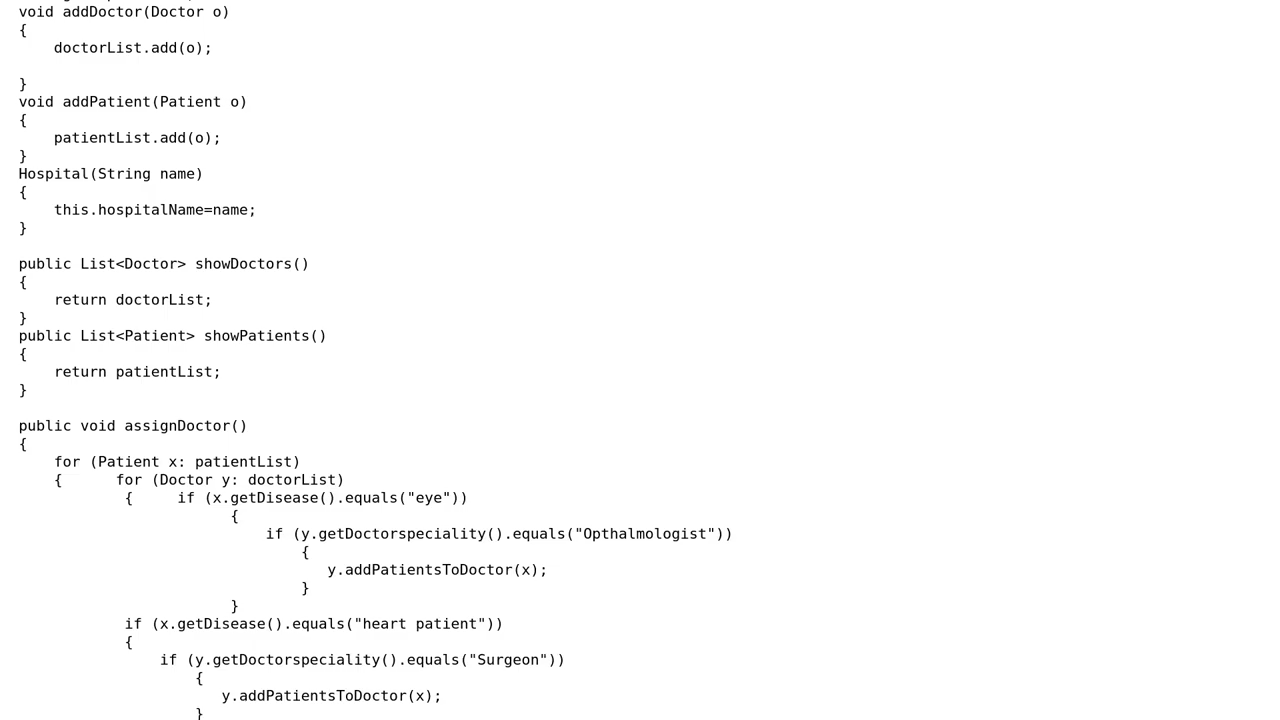 void addDoctor(Doctor o)
{
    doctorList.add(o);

}
void addPatient(Patient o)
{
    patientList.add(o);
}
Hospital(String name)
{
    this.hospitalName=name;
}

public List<Doctor> showDoctors()
{
    return doctorList;
}
public List<Patient> showPatients()
{
    return patientList;
}

public void assignDoctor()
{
    for (Patient x: patientList)
    {      for (Doctor y: doctorList)
            {     if (x.getDisease().equals("eye"))
                        {
                            if (y.getDoctorspeciality().equals("Opthalmologist"))
                                {
                                   y.addPatientsToDoctor(x);
                                }
                        }
            if (x.getDisease().equals("heart patient"))
            {
                if (y.getDoctorspeciality().equals("Surgeon"))
                    {
                       y.addPatientsToDoctor(x);
                    }